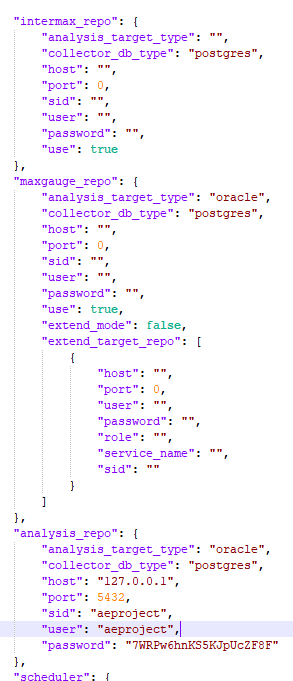 "intermax_repo": {
"analysis_target_type": "",
"collector_db_type": "postgres",
"host": "",
"port": 0,
"sid": "",
"user": "",
"password": "",
"use": true
},
"maxgauge_repo": {
"analysis_target_type": "oracle",
"collector_db_type": "postgres",
"host": "",
"port": 0,
"sid": "",
"user": "",
"password": "",
"use": true,
"extend_mode": false,
"extend_target_repo": [
{
"host": "",
"port": 0,
"user": "",
"password": "",
"role": "",
"service_name": "",
"sid": ""
}
]
},
"analysis_repo": {
"analysis_target_type": "oracle",
"collector_db_type": "postgres",
"host": "127.0.0.1",
"port": 5432,
"sid": "aeproject",
"user": "aeproject",
"password": "7WRPw6hnKS5KJpUcZF8F"
},
"scheduler": {